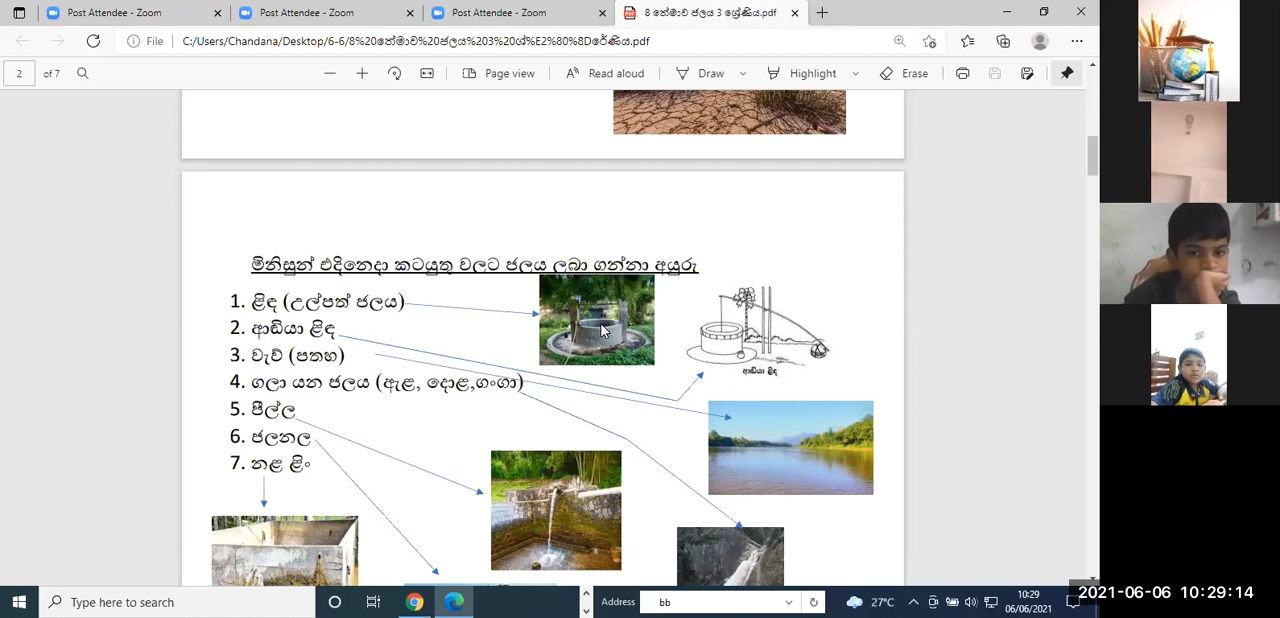 Post Attendee - Zoom
Post Attendee - Zoom
Post Attendee - Zoom
8 තේමාව ජලය 3 ශ්‍රේණිය.pdf
File
C:/Users/Chandana/Desktop/6-6/8%20තේමාව%20ජලය%203%20ශ්%E2%80%8Dරේණිය.pdf
2 of 7
Page view
Read aloud
Draw
Highlight
Erase
මිනිසුන් එදිනෙදා කටයුතු වලට ජලය ලබා ගන්නා අයුරු
1. ළිඳ (උල්පත් ජලය)
2. ආඩියා ළිඳ
3. වැව් (පතහ)
4. ගලා යන ජලය (ඇළ, දොළ,ගංගා)
5. පීල්ල
6. ජලනල
7. නළ ළිං
ආඩියා ළිඳ
Type here to search
Address
bb
27°C
10:29
06/06/2021
2021-06-06 10:29:14